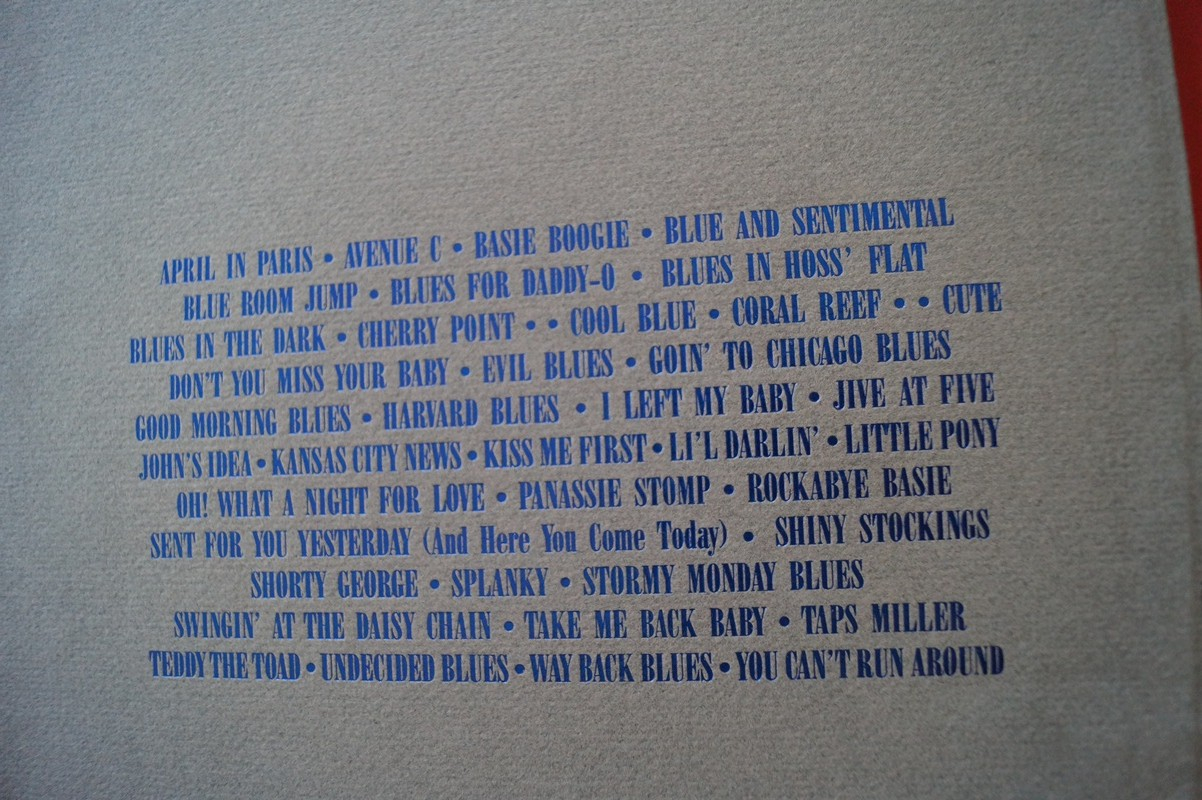 APRIL IN PARIS • AVENUE C • BASIE BOOGIE • BLUE AND SENTIMENTAL
BLUE ROOM JUMP • BLUES FOR DADDY-O • BLUES IN HOSS' FLAT
BLUES IN THE DARK • CHERRY POINT • • COOL BLUE • CORAL REEF • • CUTE
DON'T YOU MISS YOUR BABY • EVIL BLUES • GOIN' TO CHICAGO BLUES
GOOD MORNING BLUES • HARVARD BLUES • I LEFT MY BABY • JIVE AT FIVE
JOHN'S IDEA • KANSAS CITY NEWS • KISS ME FIRST • LI'L DARLIN' • LITTLE PONY
OH! WHAT A NIGHT FOR LOVE • PANASSIE STOMP • ROCKABYE BASIE
SENT FOR YOU YESTERDAY (And Here You Come Today) • SHINY STOCKINGS
SHORTY GEORGE • SPLANKY • STORMY MONDAY BLUES
SWINGIN' AT THE DAISY CHAIN • TAKE ME BACK BABY • TAPS MILLER
TEDDY THE TOAD • UNDECIDED BLUES • WAY BACK BLUES • YOU CAN'T RUN AROUND